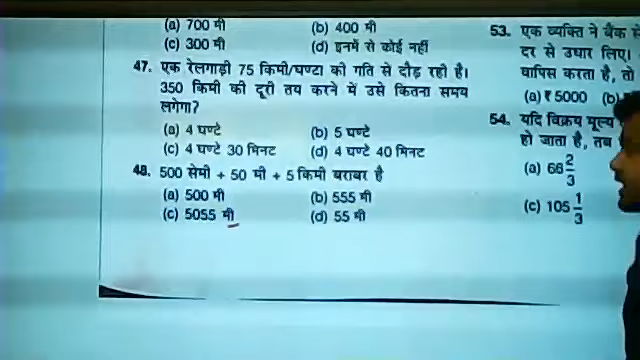 (a) 700 मी (b) 400 मी
(c) 300 मी (d) इनमें से कोई नहीं
47. एक रेलगाड़ी 75 किमी/घण्टा की गति से दौड़ रही है।
350 किमी की दूरी तय करने में उसे कितना समय
लगेगा?
(a) 4 घण्टे (b) 5 घण्टे
(c) 4 घण्टे 30 मिनट (d) 4 घण्टे 40 मिनट
48. 500 सेमी + 50 मी + 5 किमी बराबर है
(a) 500 मी (b) 555 मी
(c) 5055 मी (d) 55 मी
53. एक व्यक्ति ने बैंक से
दर से उधार लिए।
वापिस करता है, तो
(a) ₹ 5000 (b)
54. यदि विक्रय मूल्य
हो जाता है, तब
(a) 66 2/3
(c) 105 1/3